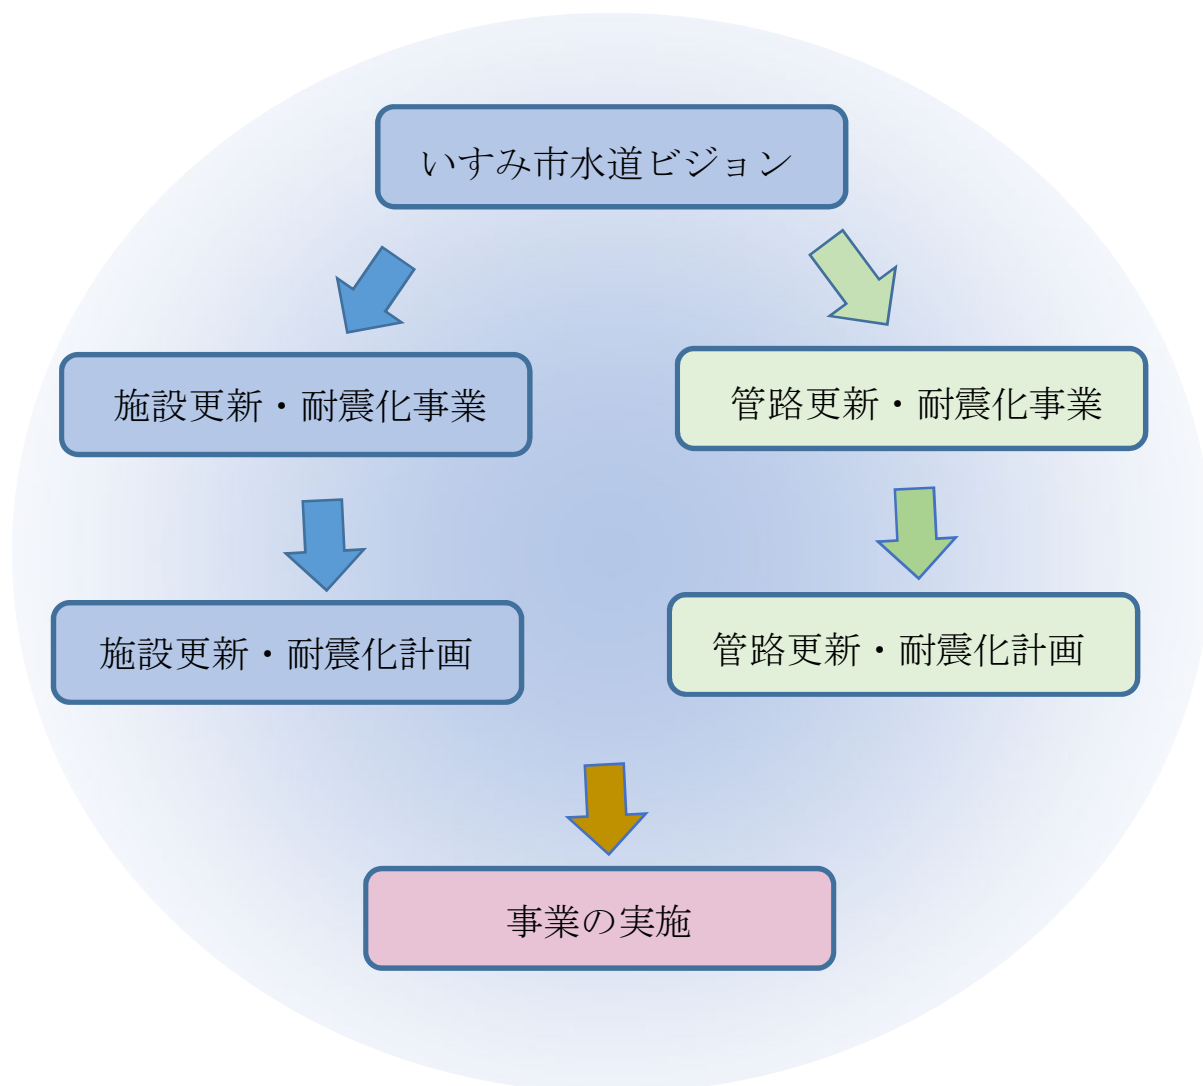 いすみ市水道ビジョン
施設更新・耐震化事業
管路更新・耐震化事業
施設更新・耐震化計画
管路更新・耐震化計画
事業の実施